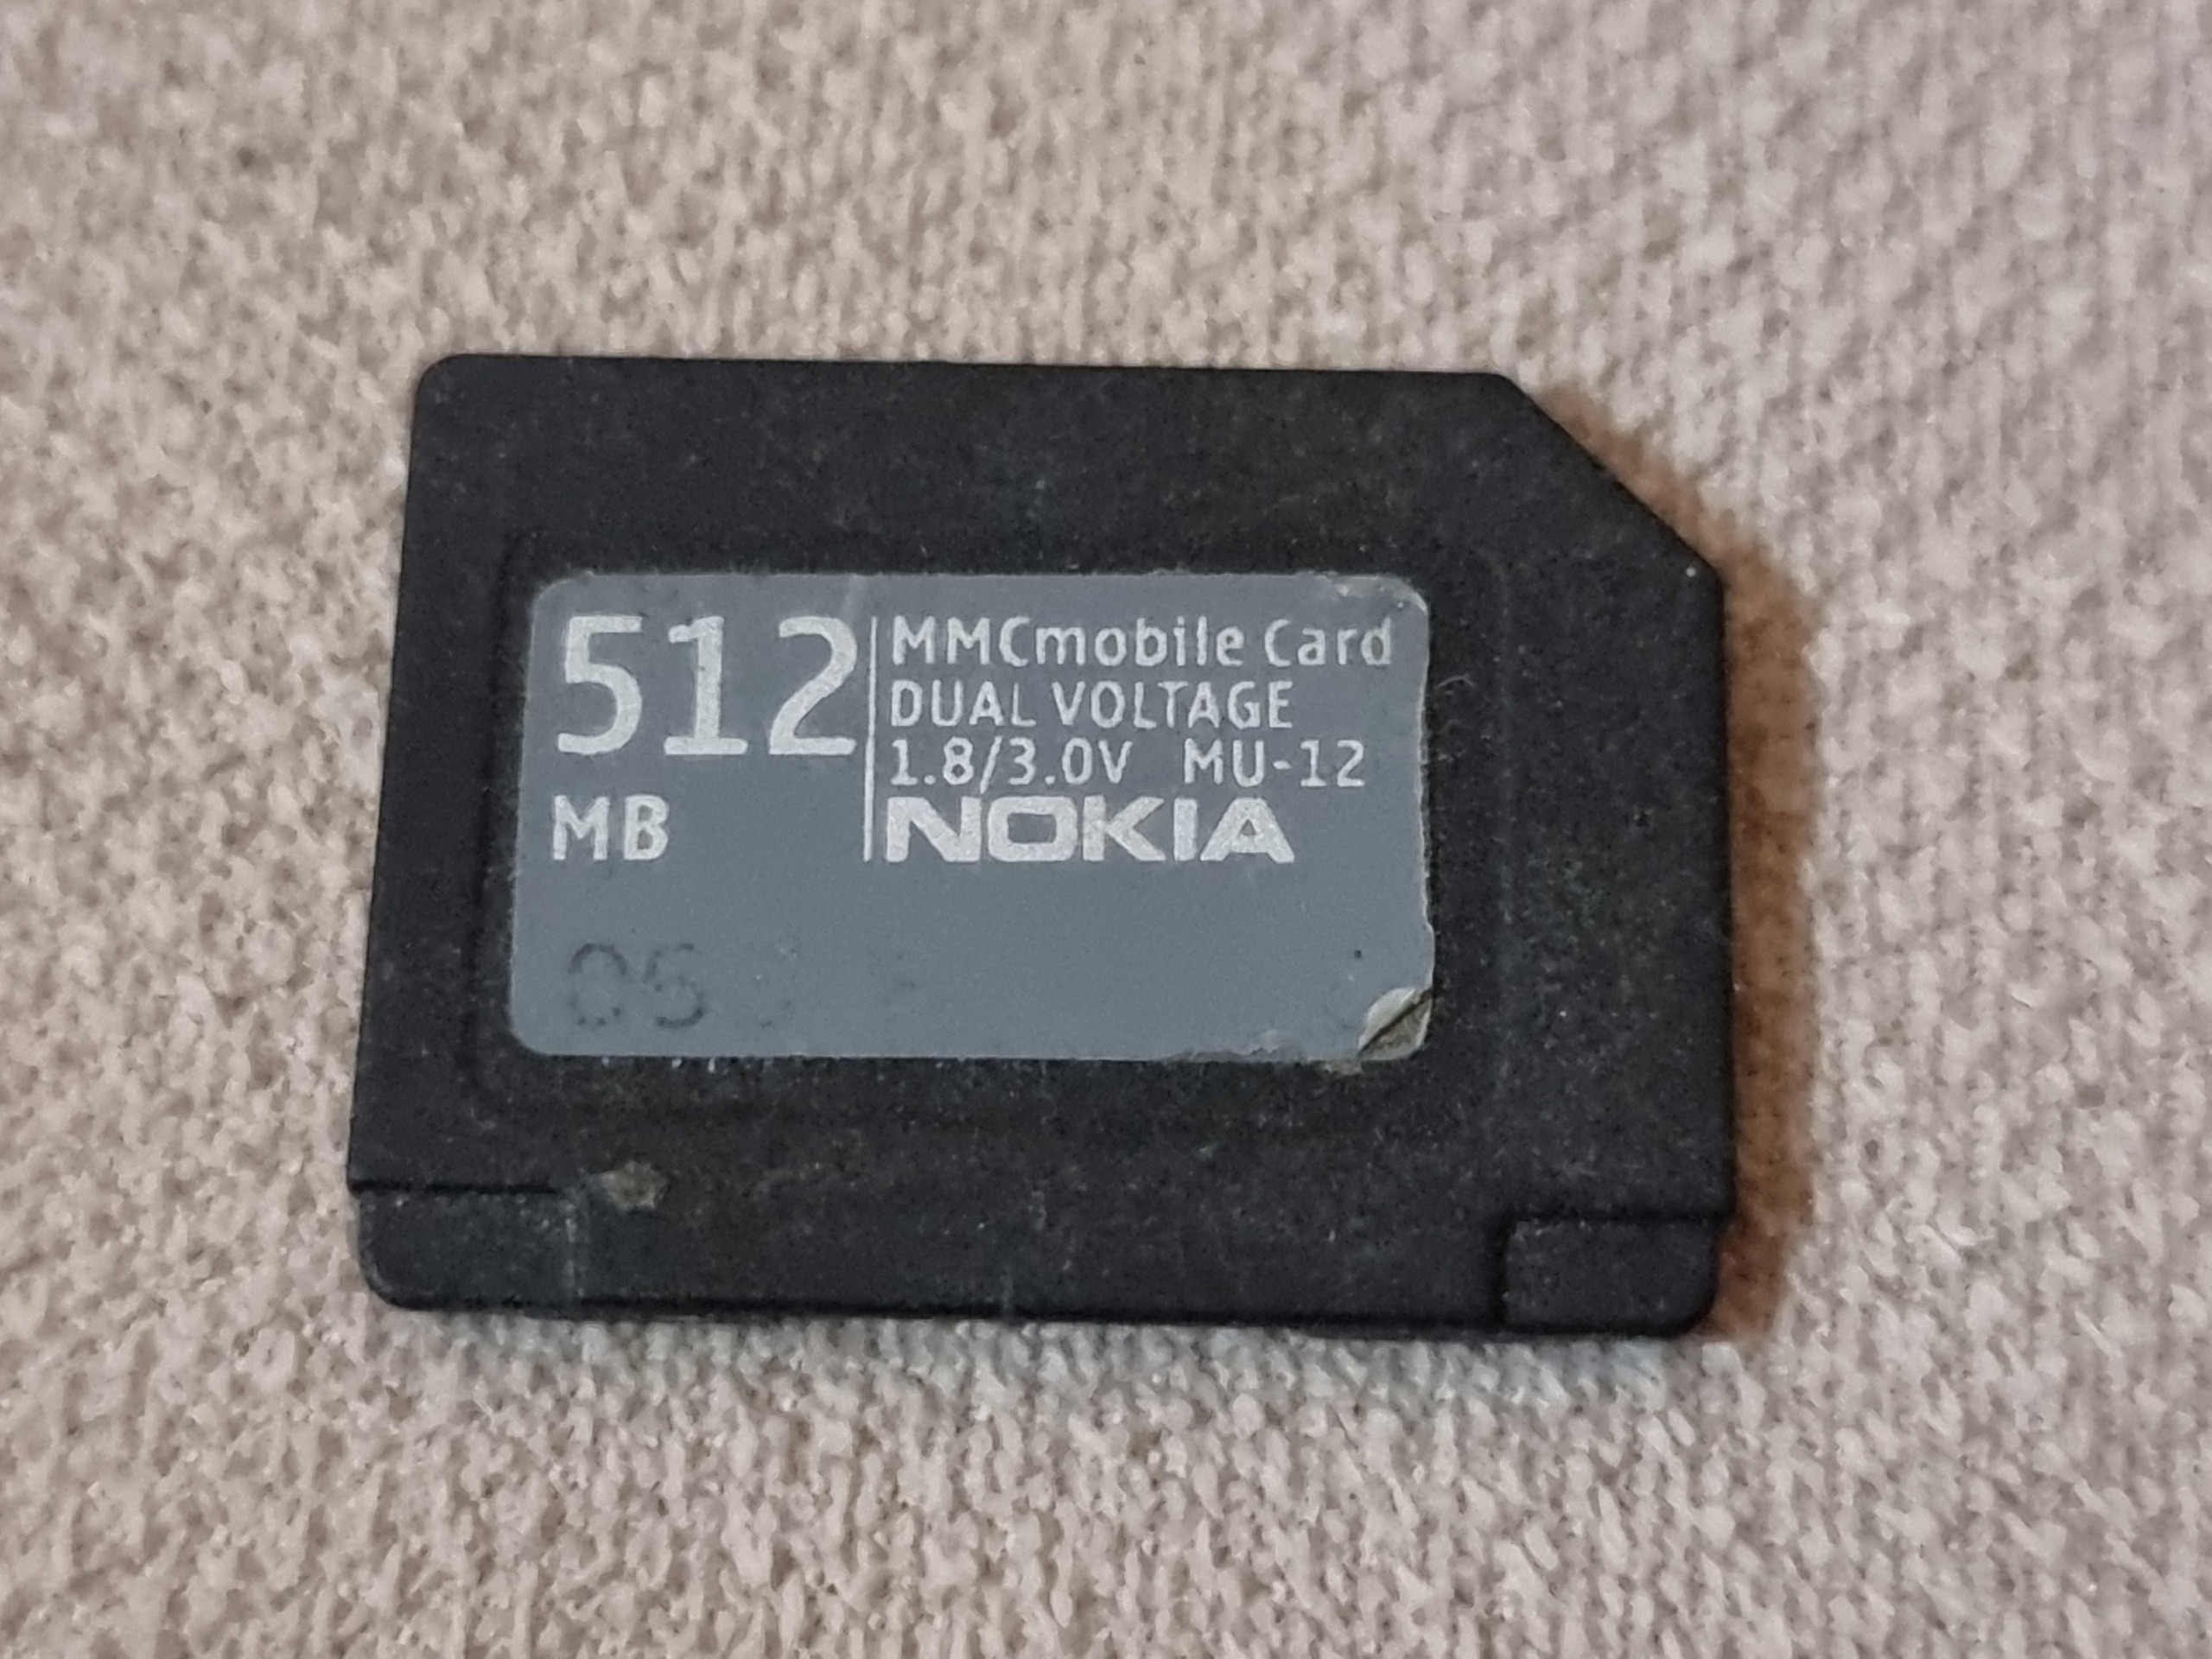 512
MB
MMCmobile Card
DUAL VOLTAGE
1.8/3.0V MU-12
NOKIA